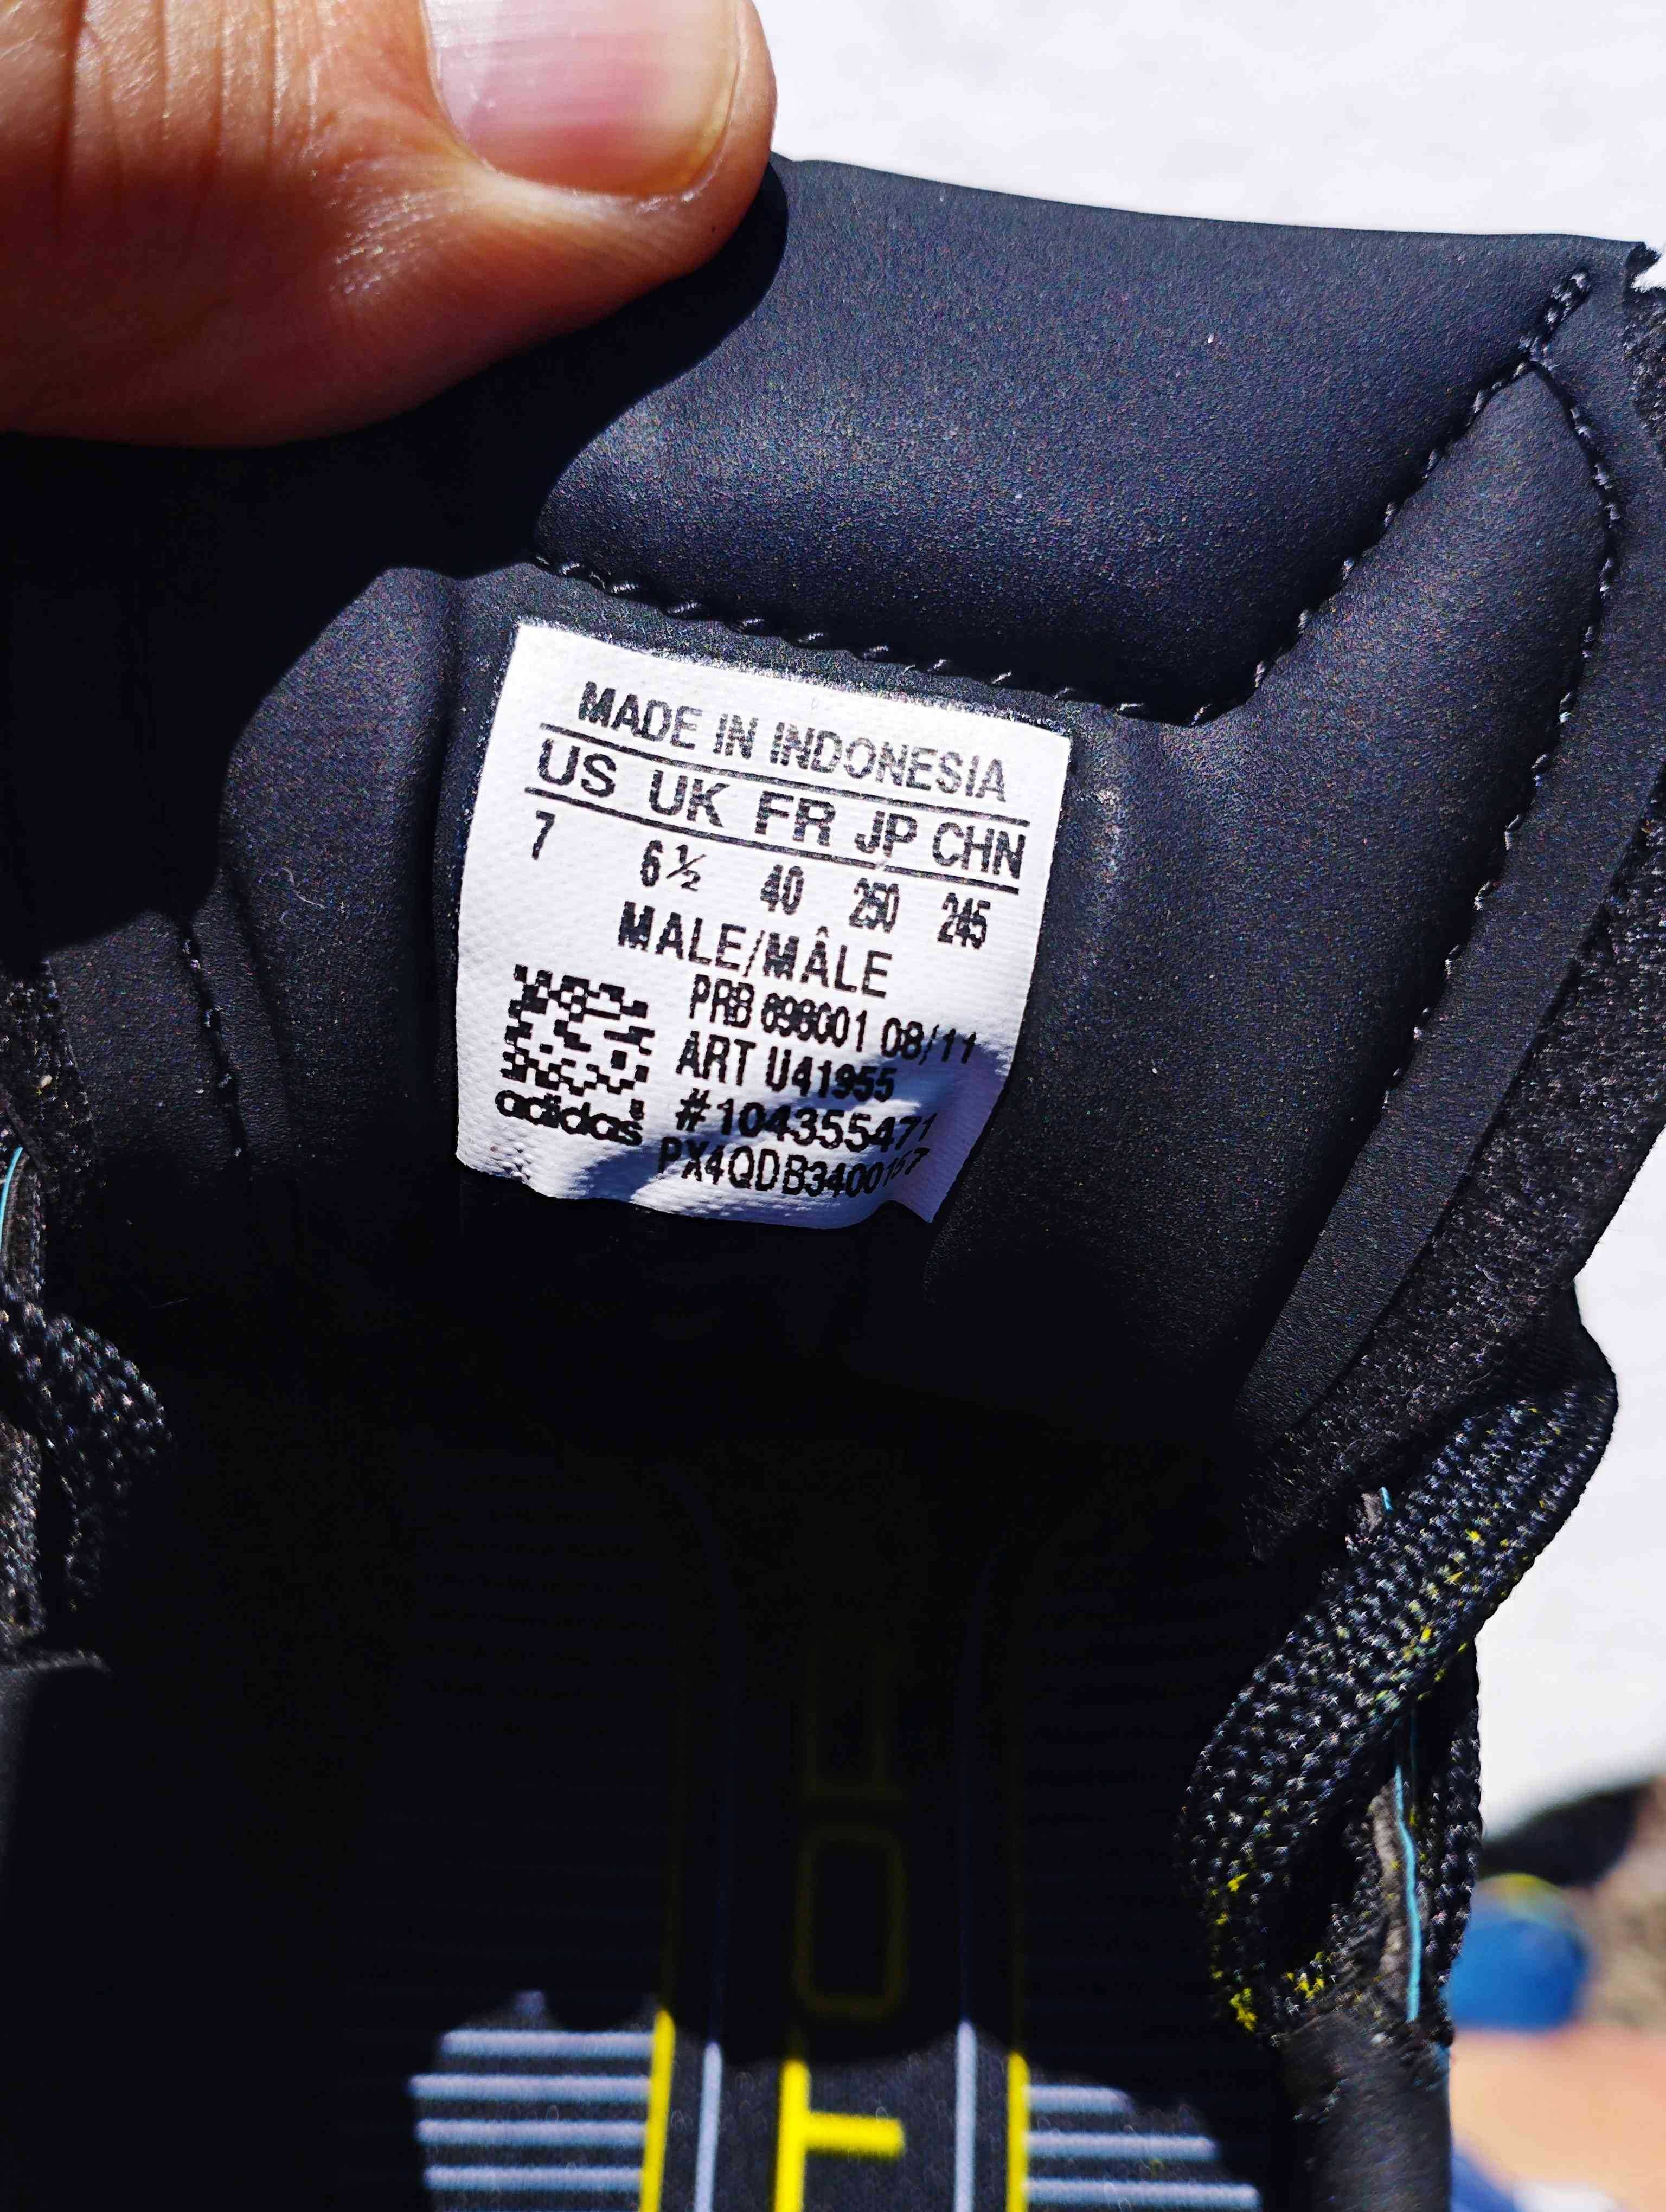 MADE IN INDONESIA
US UK FR JP CHN
7 6½ 40 250 245
MALE/MÂLE
PRB 698001 08/11
ART U41955
#104355471
PX4QDB3400157
adidas